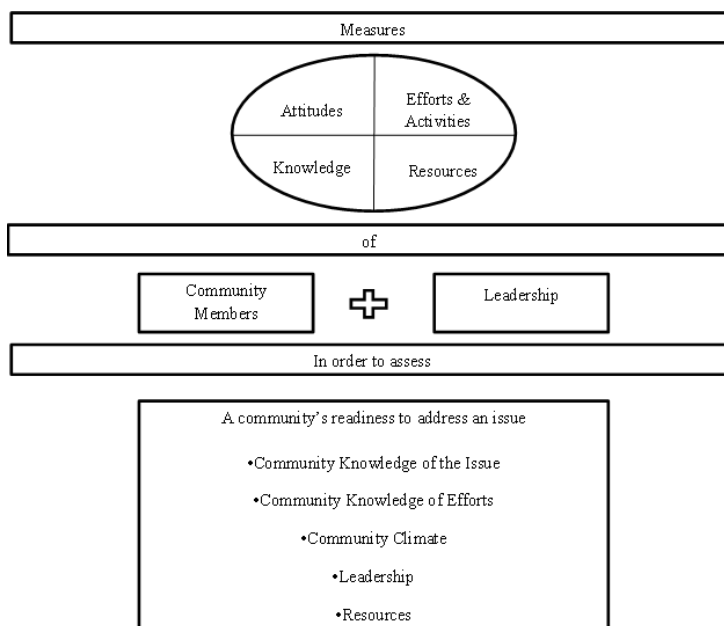 Measures
Attitudes
Efforts &
Activities
Knowledge
Resources
of
Community
Members
Leadership
In order to assess
A community's readiness to address an issue
•Community Knowledge of the Issue
•Community Knowledge of Efforts
•Community Climate
•Leadership
•Resources